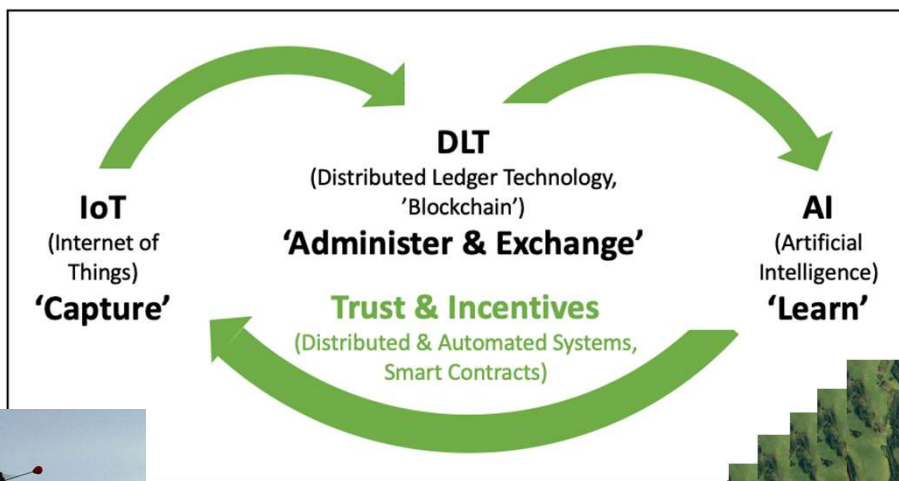 DLT
(Distributed Ledger Technology,
’Blockchain’)
‘Administer & Exchange’
IoT
(Internet of
Things)
‘Capture’
AI
(Artificial
Intelligence)
‘Learn’
Trust & Incentives
(Distributed & Automated Systems,
Smart Contracts)